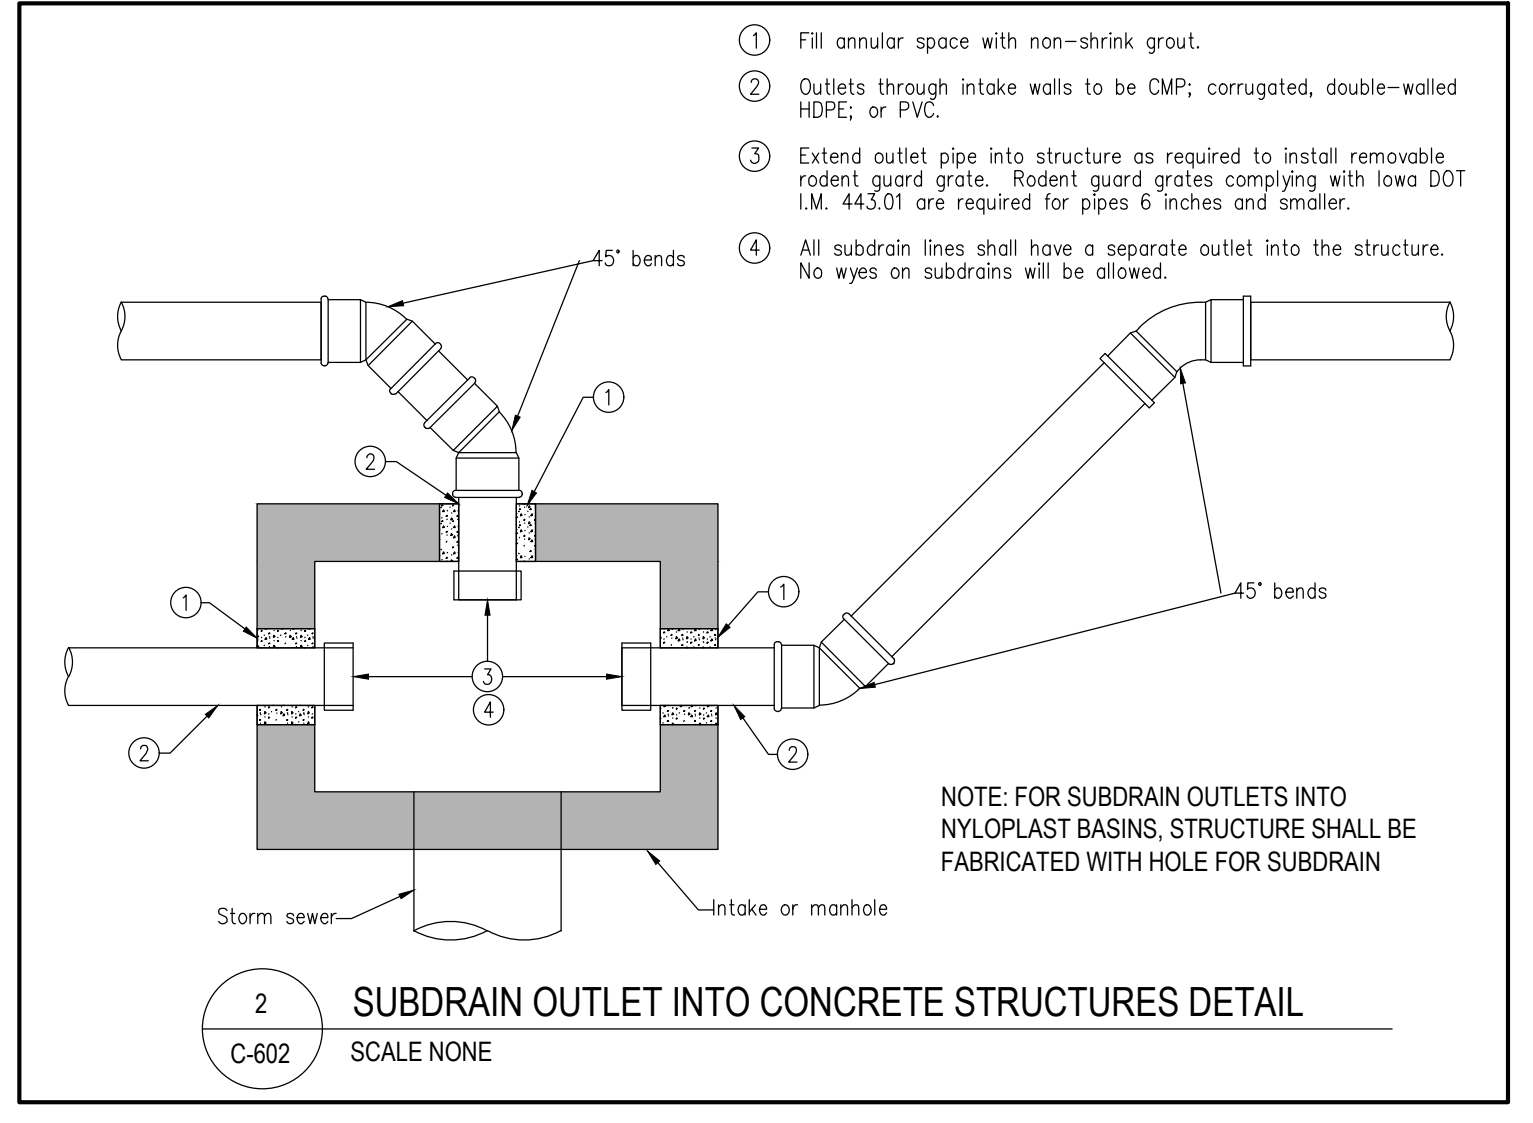 1 Fill annular space with non-shrink grout.
2 Outlets through intake walls to be CMP; corrugated, double-walled
HDPE; or PVC.
3 Extend outlet pipe into structure as required to install removable
rodent guard grate. Rodent guard grates complying with Iowa DOT
I.M. 443.01 are required for pipes 6 inches and smaller.
4 All subdrain lines shall have a separate outlet into the structure.
No wyes on subdrains will be allowed.
45° bends
1
2
1
1
45° bends
3
4
2
2
NOTE: FOR SUBDRAIN OUTLETS INTO
NYLOPLAST BASINS, STRUCTURE SHALL BE
FABRICATED WITH HOLE FOR SUBDRAIN
Storm sewer
Intake or manhole
2
SUBDRAIN OUTLET INTO CONCRETE STRUCTURES DETAIL
C-602
SCALE NONE